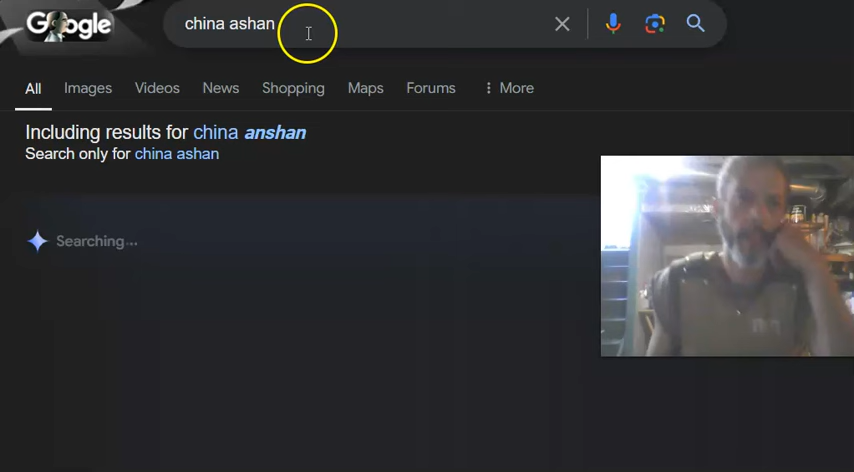 Google
china ashan
All Images Videos News Shopping Maps Forums More
Including results for china anshan
Search only for china ashan
Searching...